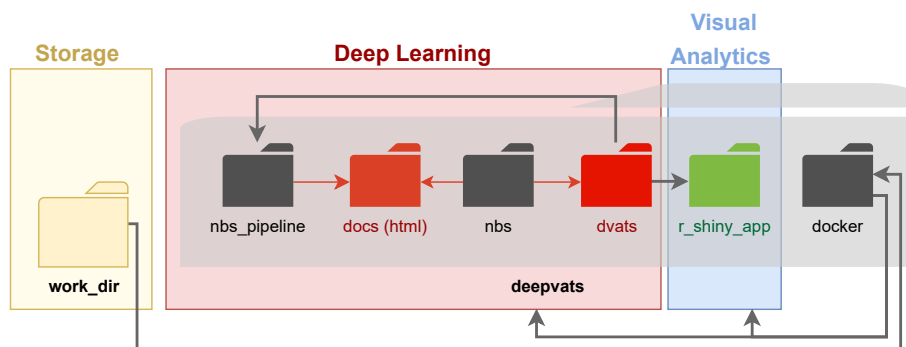 Storage
Deep Learning
Visual
Analytics
nbs_pipeline
docs (html)
nbs
dvats
r_shiny_app
docker
work_dir
deepvats